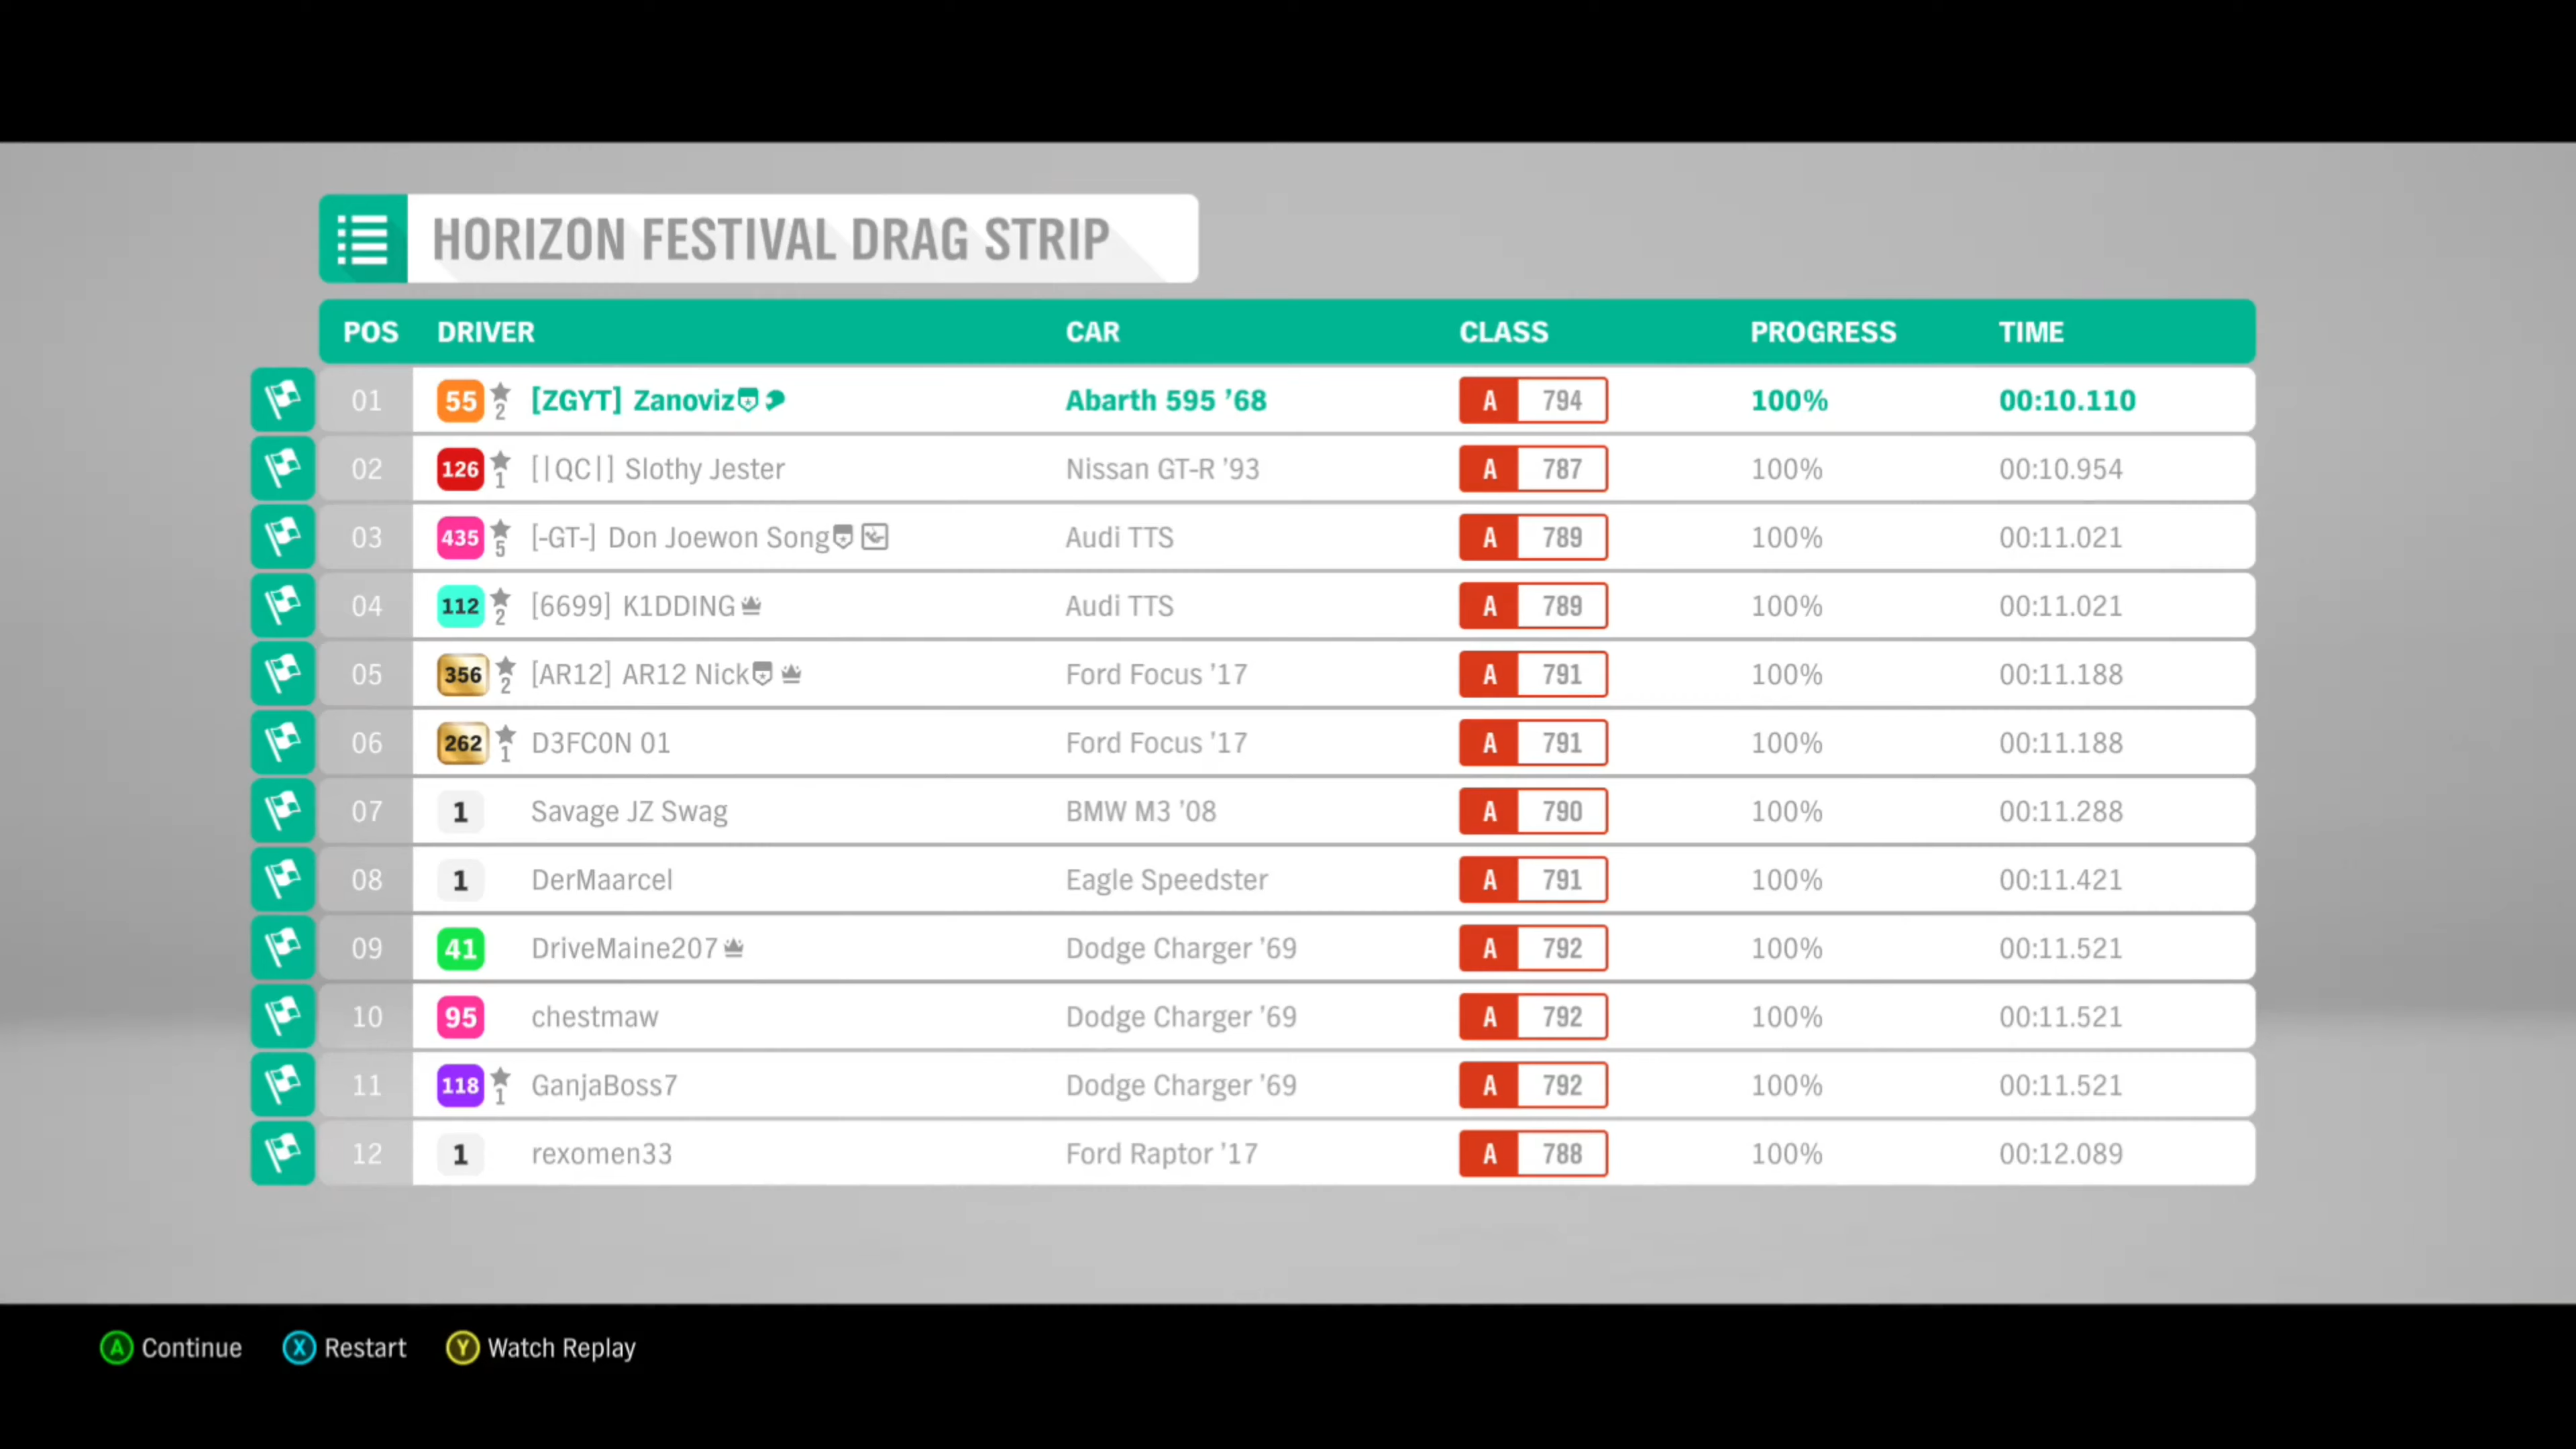 HORIZON FESTIVAL DRAG STRIP
POS DRIVER CAR CLASS PROGRESS TIME
01 55 2 [ZGYT] Zanoviz Abarth 595 ’68 A 794 100% 00:10.110
02 126 1 [|QC|] Slothy Jester Nissan GT-R ’93 A 787 100% 00:10.954
03 435 5 [-GT-] Don Joewon Song Audi TTS A 789 100% 00:11.021
04 112 2 [6699] K1DDING Audi TTS A 789 100% 00:11.021
05 356 2 [AR12] AR12 Nick Ford Focus ’17 A 791 100% 00:11.188
06 262 1 D3FC0N 01 Ford Focus ’17 A 791 100% 00:11.188
07 1 Savage JZ Swag BMW M3 ’08 A 790 100% 00:11.288
08 1 DerMaarcel Eagle Speedster A 791 100% 00:11.421
09 41 DriveMaine207 Dodge Charger ’69 A 792 100% 00:11.521
10 95 chestmaw Dodge Charger ’69 A 792 100% 00:11.521
11 118 1 GanjaBoss7 Dodge Charger ’69 A 792 100% 00:11.521
12 1 rexomen33 Ford Raptor ’17 A 788 100% 00:12.089
A Continue X Restart Y Watch Replay